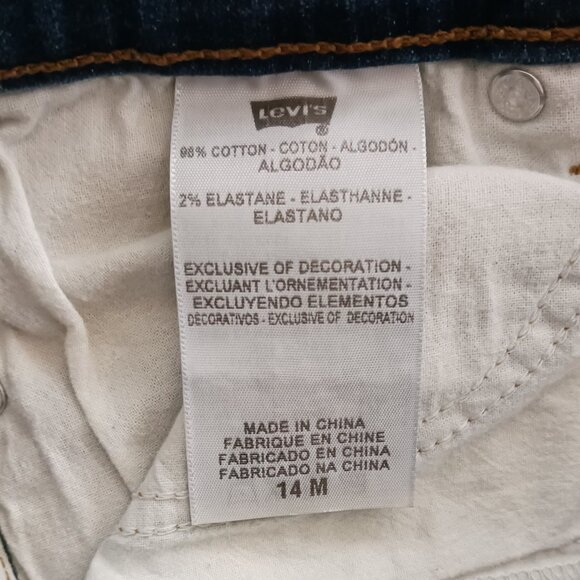 Levi's
®
98% COTTON - COTON - ALGODÓN -
ALGODÃO
2% ELASTANE - ELASTHANNE -
ELASTANO
EXCLUSIVE OF DECORATION -
EXCLUANT L'ORNEMENTATION -
EXCLUYENDO ELEMENTOS
DECORATIVOS - EXCLUSIVE OF DECORATION
MADE IN CHINA
FABRIQUE EN CHINE
FABRICADO EN CHINA
FABRICADO NA CHINA
14 M